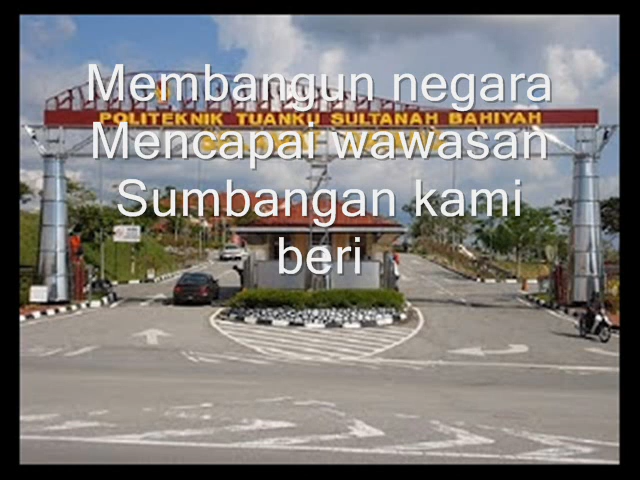 Membangun negara
POLITEKNIK TUANKU SULTANAH BAHIYAH
Mencapai wawasan
Sumbangan kami
beri